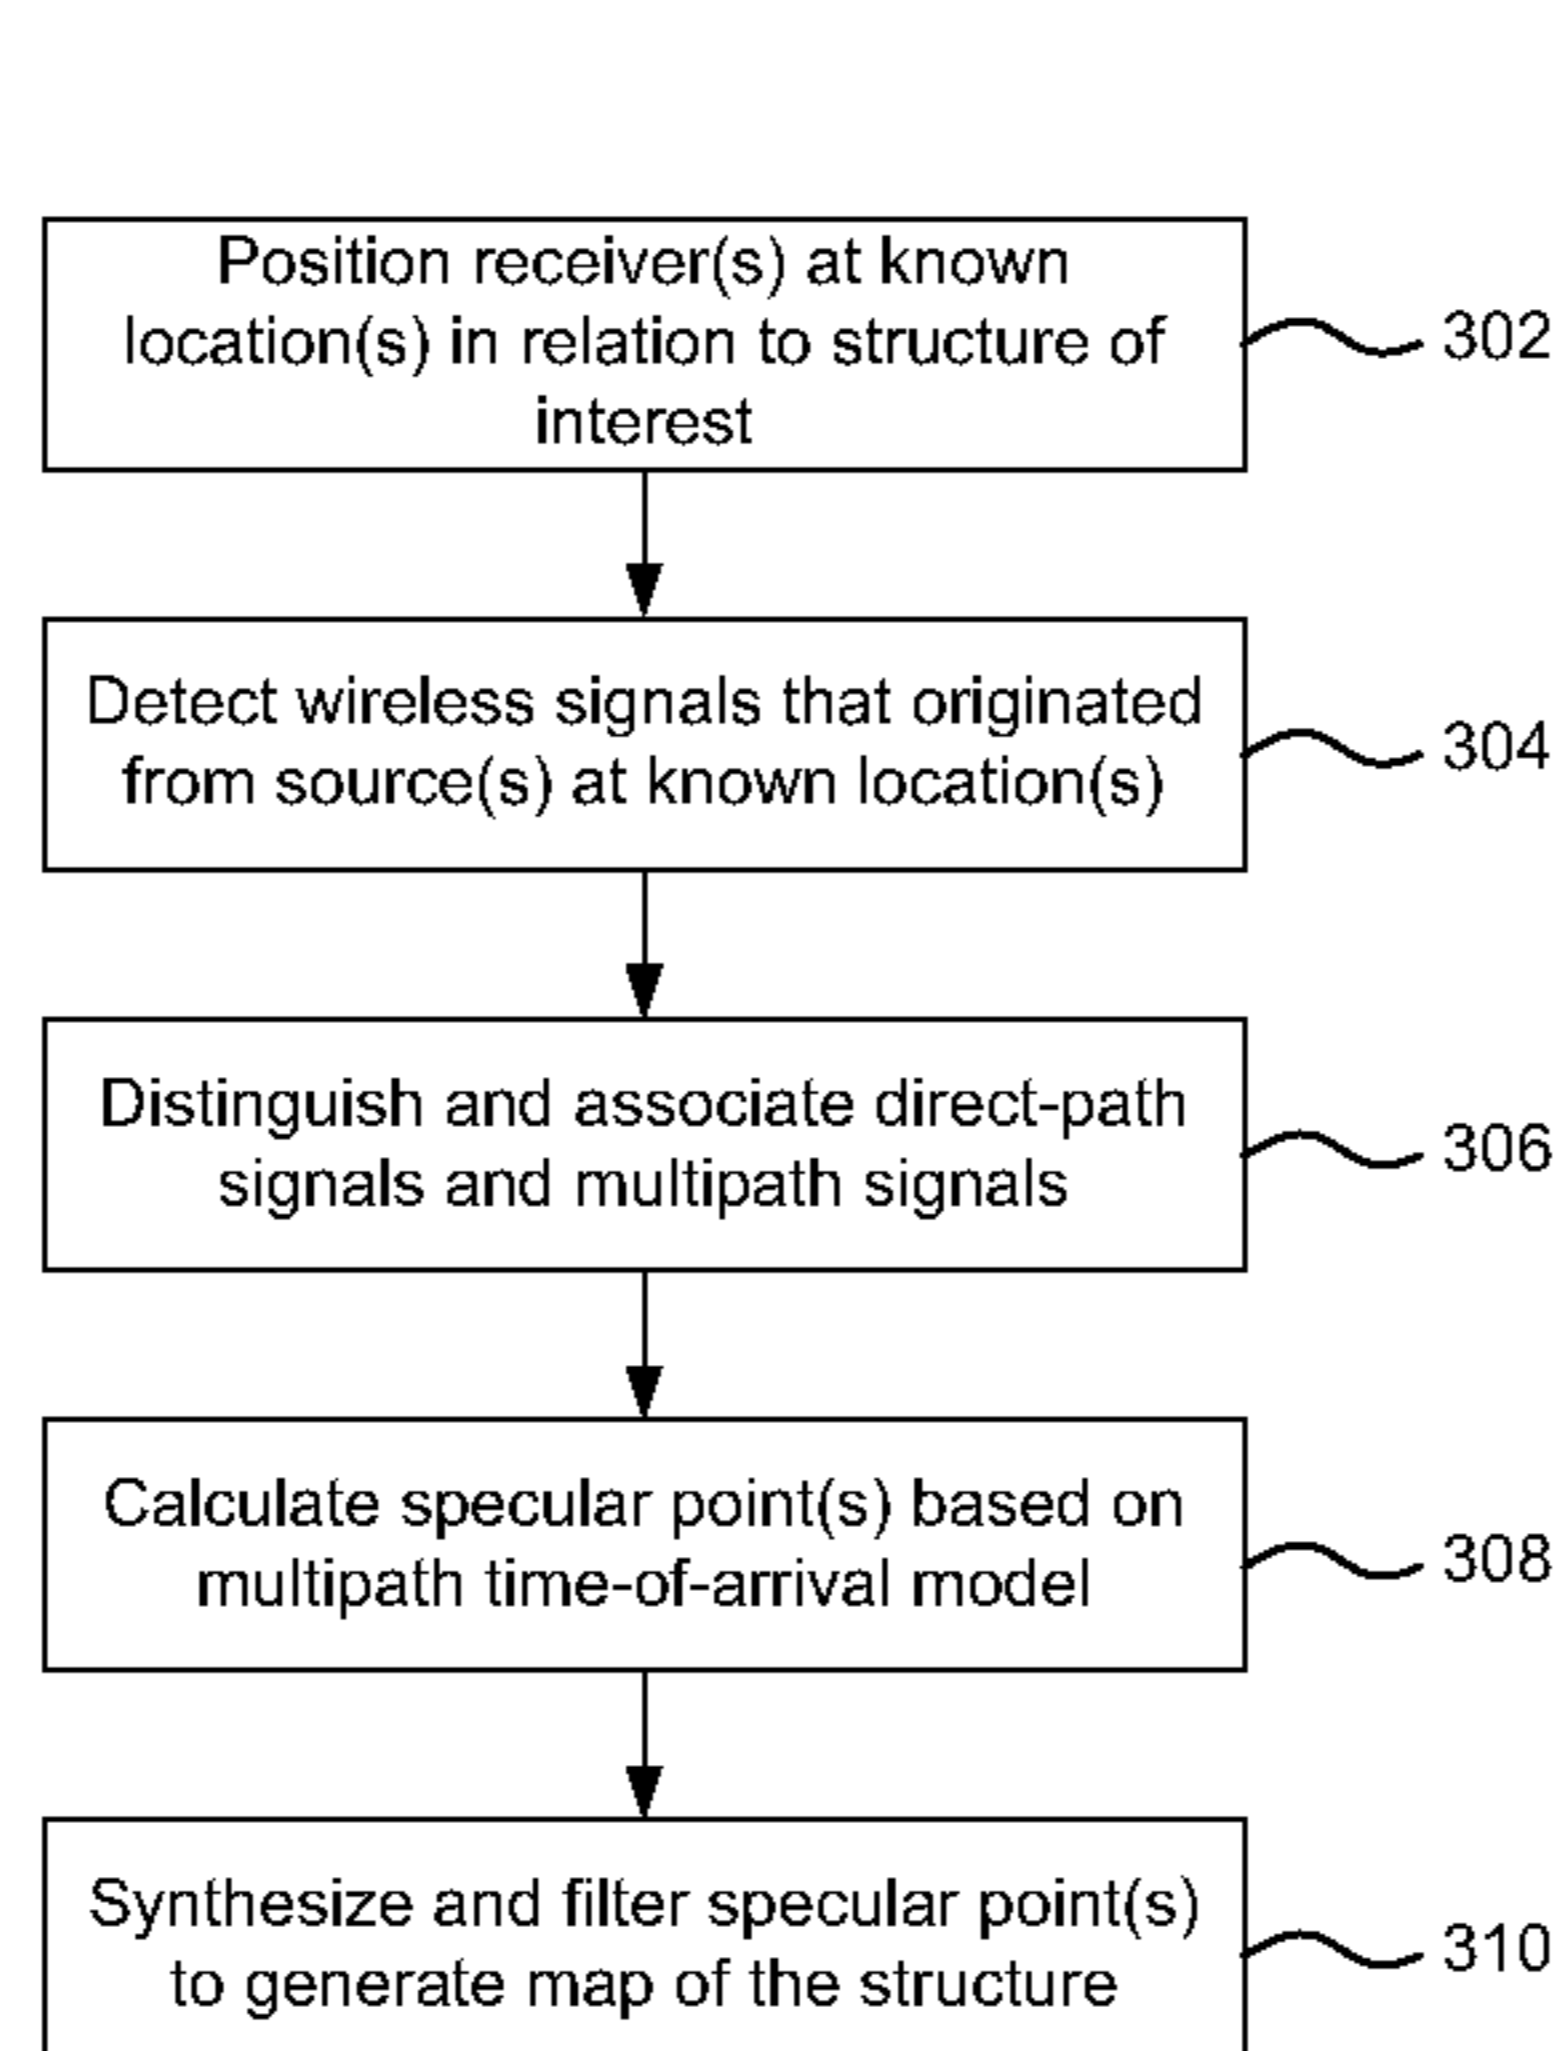 Position receiver(s) at known
location(s) in relation to structure of
interest
302
Detect wireless signals that originated
from source(s) at known location(s)
304
Distinguish and associate direct-path
signals and multipath signals
306
Calculate specular point(s) based on
multipath time-of-arrival model
308
Synthesize and filter specular point(s)
to generate map of the structure
310